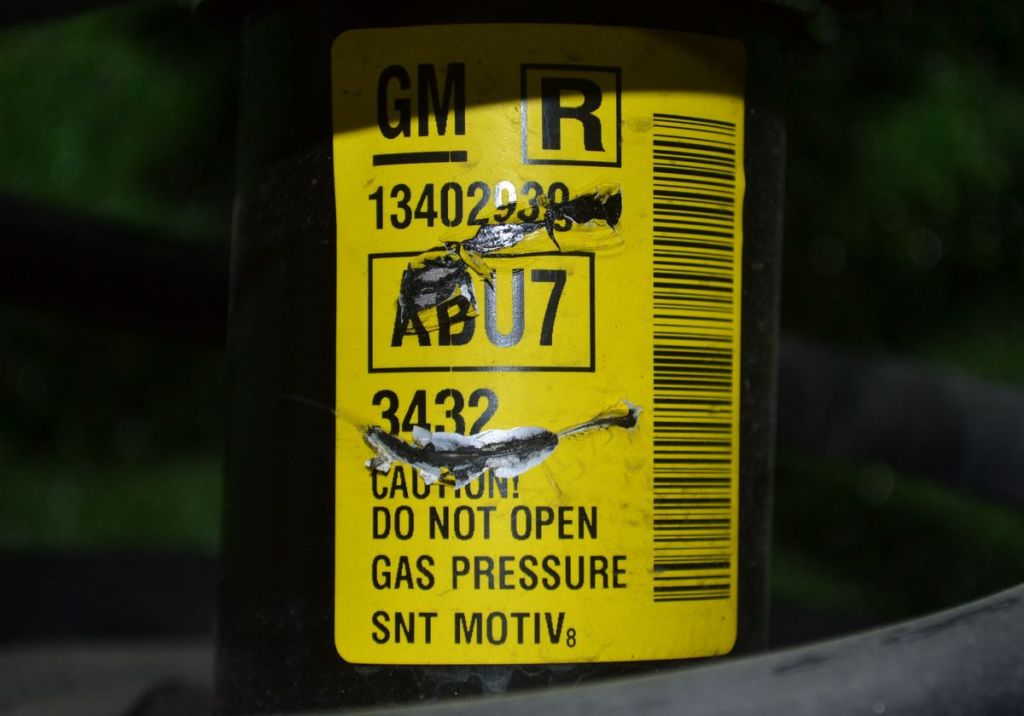 GM R
13402939
ABU7
3432
CAUTION!
DO NOT OPEN
GAS PRESSURE
SNT MOTIV8